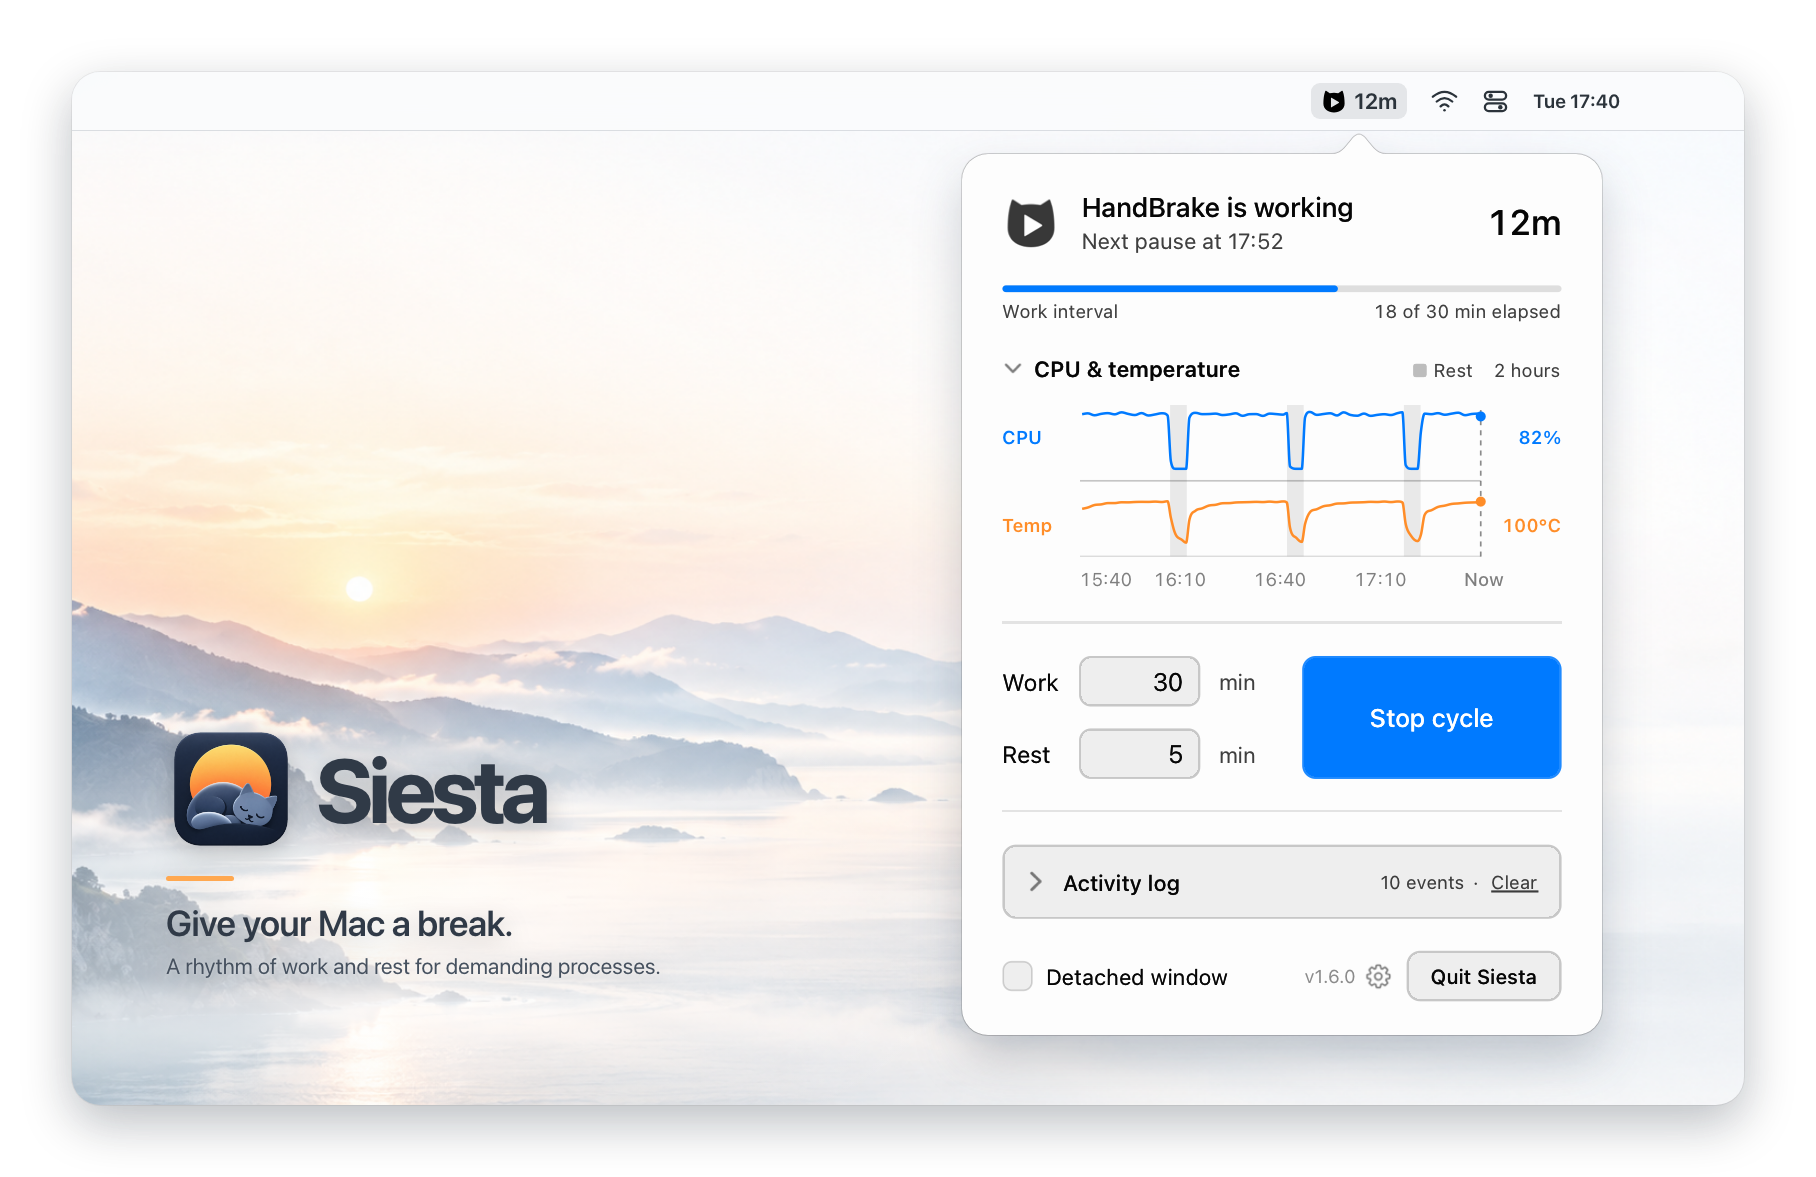 12m
Tue 17:40
HandBrake is working
Next pause at 17:52
12m
Work interval
18 of 30 min elapsed
CPU & temperature
Rest
2 hours
CPU
82%
Temp
100°C
15:40 16:10 16:40 17:10 Now
Work 30 min
Rest 5 min
Stop cycle
Activity log
10 events · Clear
Detached window
v1.6.0
Quit Siesta
Siesta
Give your Mac a break.
A rhythm of work and rest for demanding processes.